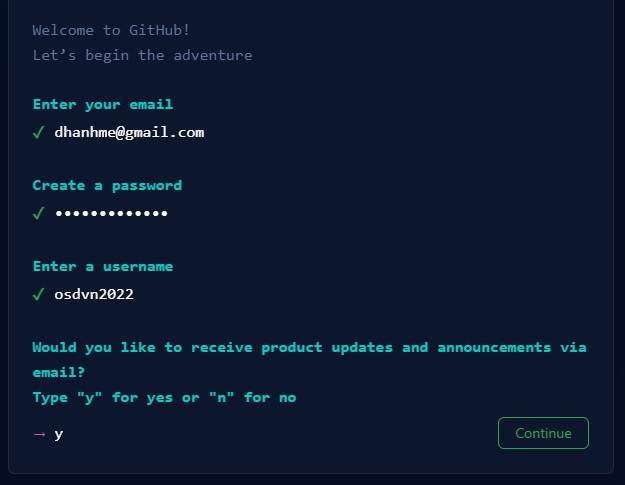 Welcome to GitHub!
Let’s begin the adventure
Enter your email
✓ dhanhme@gmail.com
Create a password
✓ •••••••••••••
Enter a username
✓ osdvn2022
Would you like to receive product updates and announcements via
email?
Type "y" for yes or "n" for no
→ y
Continue